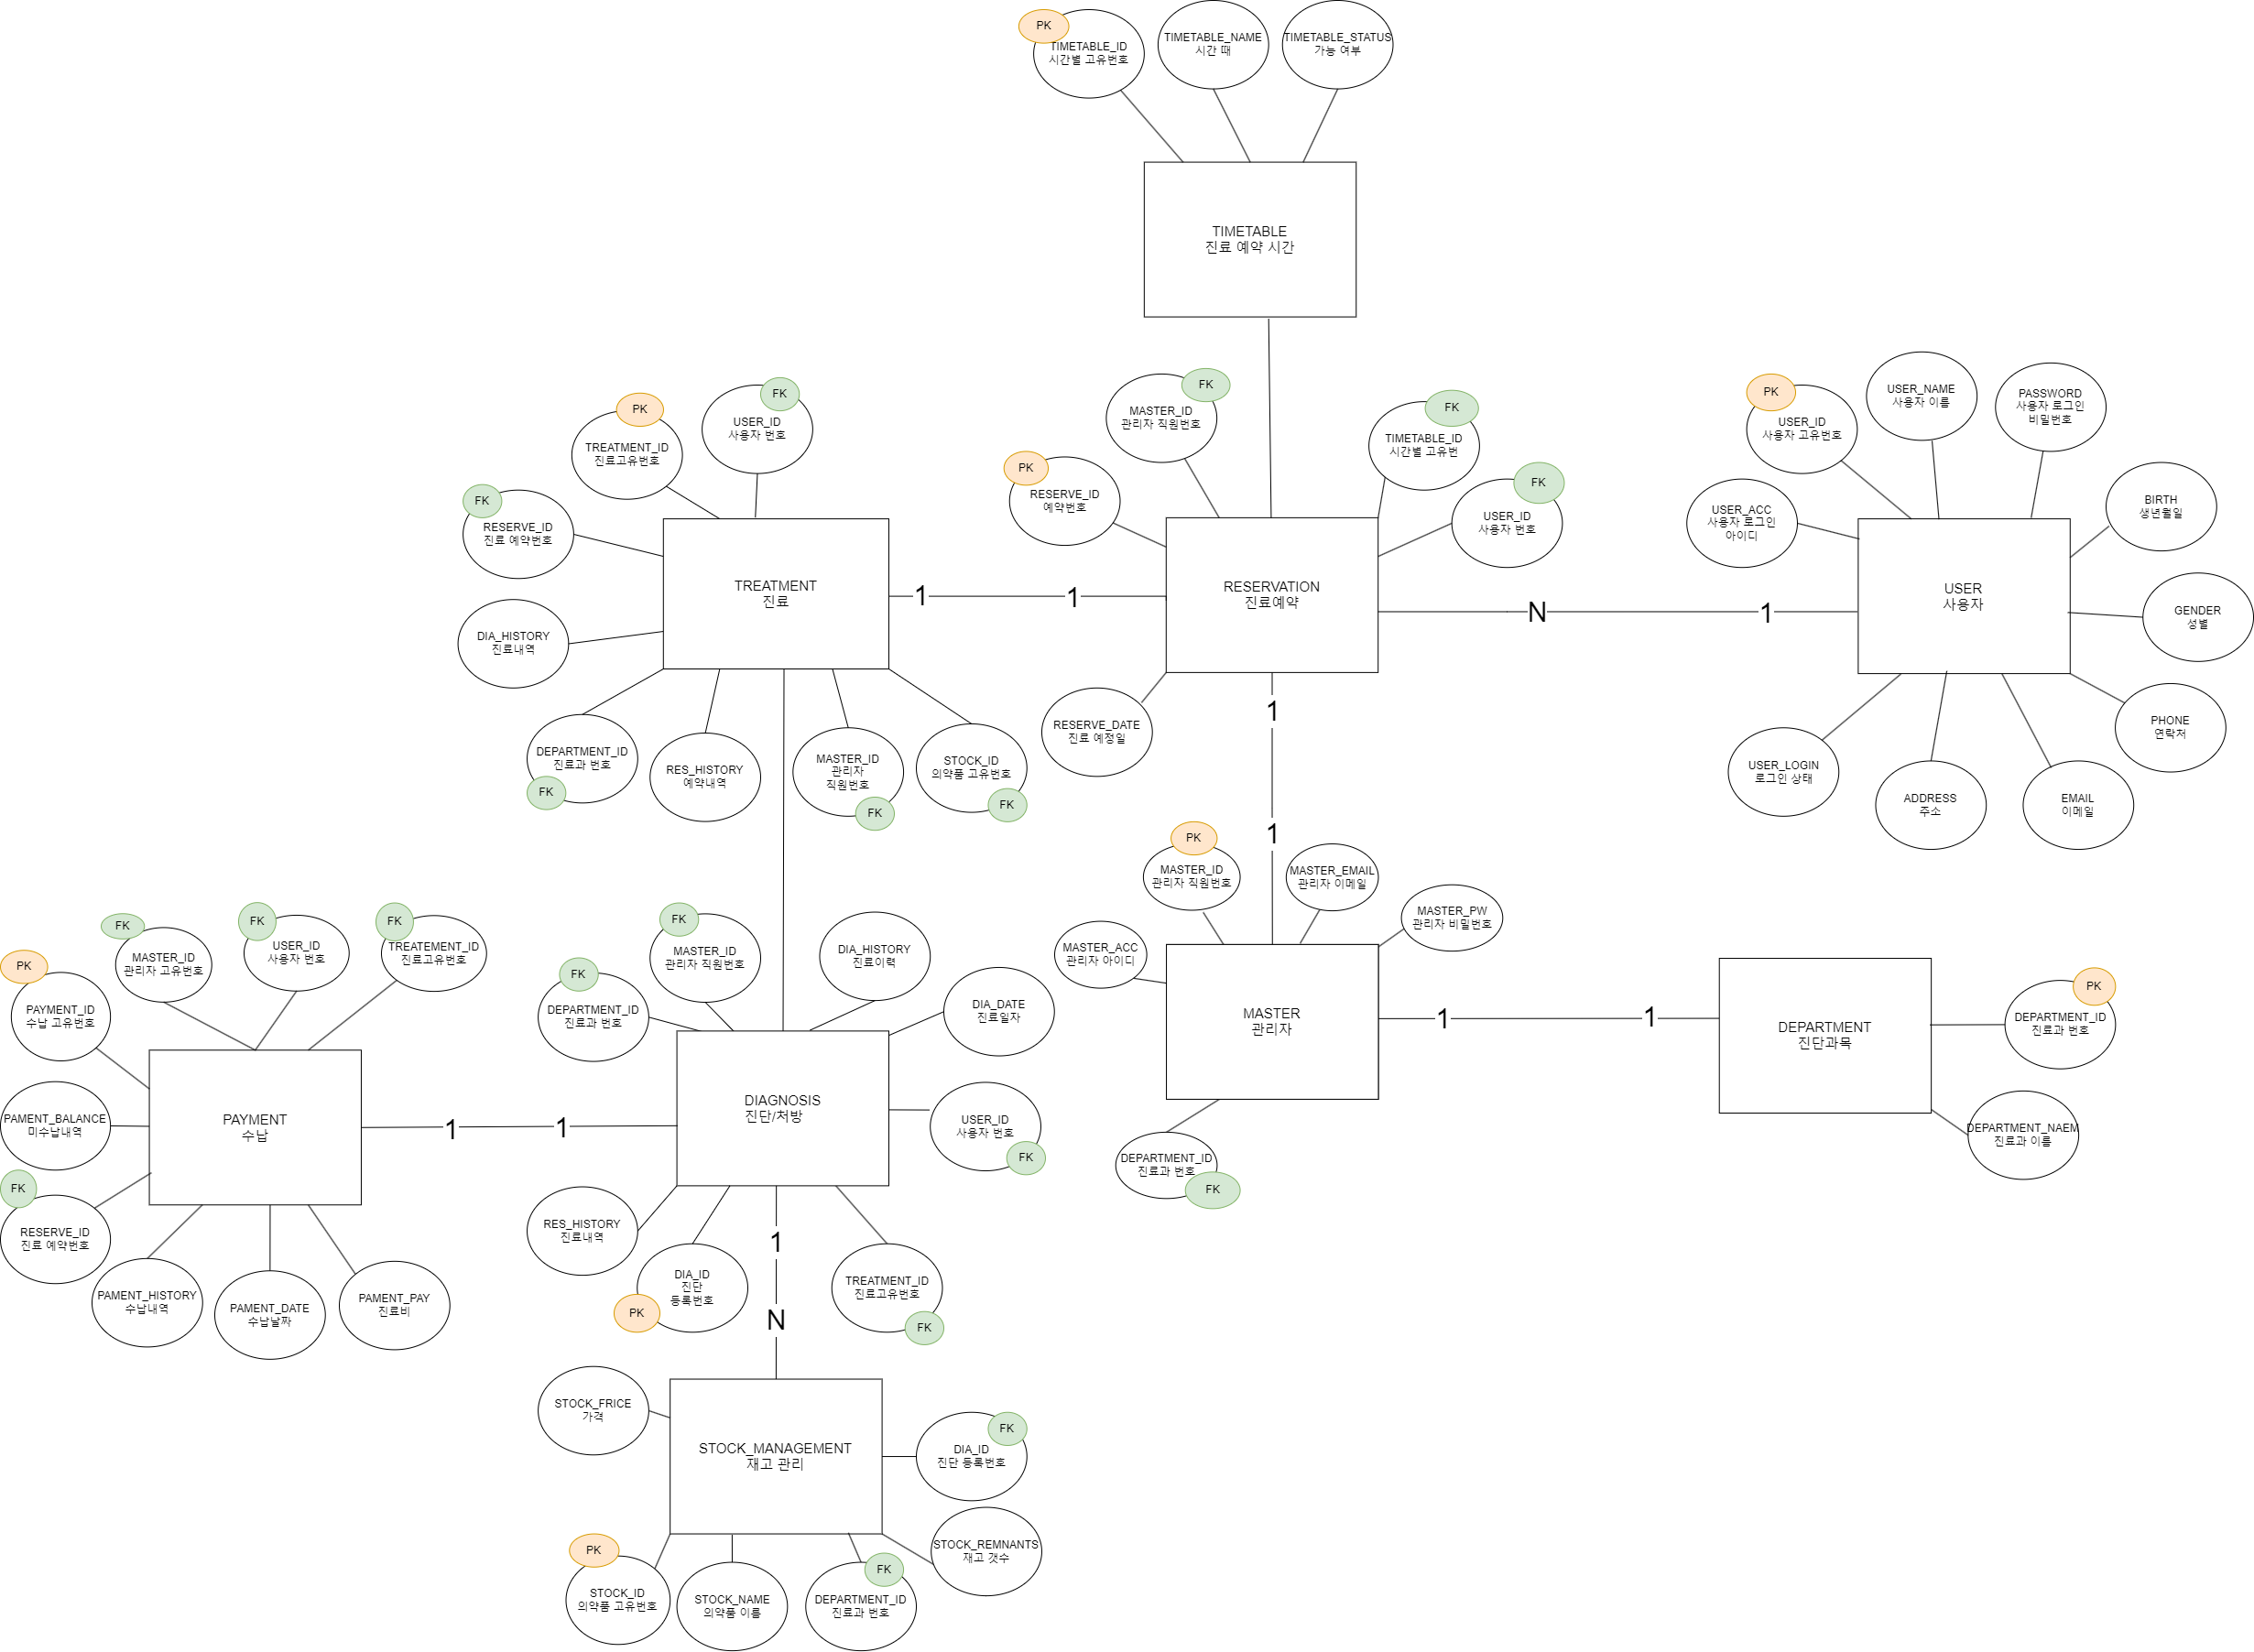 PK
TIMETABLE_ID
시간별 고유번호
TIMETABLE_NAME
시간 때
TIMETABLE_STATUS
가능 여부
TIMETABLE
진료 예약 시간
PK
TREATMENT_ID
진료고유번호
FK
USER_ID
사용자 번호
FK
RESERVE_ID
진료 예약번호
DIA_HISTORY
진료내역
TREATMENT
진료
DEPARTMENT_ID
진료과 번호
FK
RES_HISTORY
예약내역
MASTER_ID
관리자
직원번호
FK
STOCK_ID
의약품 고유번호
FK
1
1
FK
MASTER_ID
관리자 직원번호
PK
RESERVE_ID
예약번호
FK
TIMETABLE_ID
시간별 고유번
FK
USER_ID
사용자 번호
RESERVATION
진료예약
RESERVE_DATE
진료 예정일
N
1
PK
USER_ID
사용자 고유번호
USER_NAME
사용자 이름
PASSWORD
사용자 로그인
비밀번호
USER_ACC
사용자 로그인
아이디
BIRTH
생년월일
USER
사용자
GENDER
성별
PHONE
연락처
USER_LOGIN
로그인 상태
ADDRESS
주소
EMAIL
이메일
1
1
PK
MASTER_ID
관리자 직원번호
MASTER_EMAIL
관리자 이메일
MASTER_PW
관리자 비밀번호
MASTER_ACC
관리자 아이디
MASTER
관리자
DEPARTMENT_ID
진료과 번호
FK
1
1
DEPARTMENT
진단과목
PK
DEPARTMENT_ID
진료과 번호
DEPARTMENT_NAEM
진료과 이름
FK
MASTER_ID
관리자 고유번호
FK
USER_ID
사용자 번호
FK
TREATEMENT_ID
진료고유번호
PK
PAYMENT_ID
수납 고유번호
PAMENT_BALANCE
미수납내역
PAYMENT
수납
FK
RESERVE_ID
진료 예약번호
PAMENT_HISTORY
수납내역
PAMENT_DATE
수납날짜
PAMENT_PAY
진료비
1
1
FK
MASTER_ID
관리자 직원번호
DIA_HISTORY
진료이력
FK
DEPARTMENT_ID
진료과 번호
DIA_DATE
진료일자
DIAGNOSIS
진단/처방
USER_ID
사용자 번호
FK
RES_HISTORY
진료내역
DIA_ID
진단
등록번호
PK
TREATMENT_ID
진료고유번호
FK
1
N
STOCK_FRICE
가격
STOCK_MANAGEMENT
재고 관리
FK
DIA_ID
진단 등록번호
STOCK_REMNANTS
재고 갯수
PK
STOCK_ID
의약품 고유번호
STOCK_NAME
의약품 이름
FK
DEPARTMENT_ID
진료과 번호